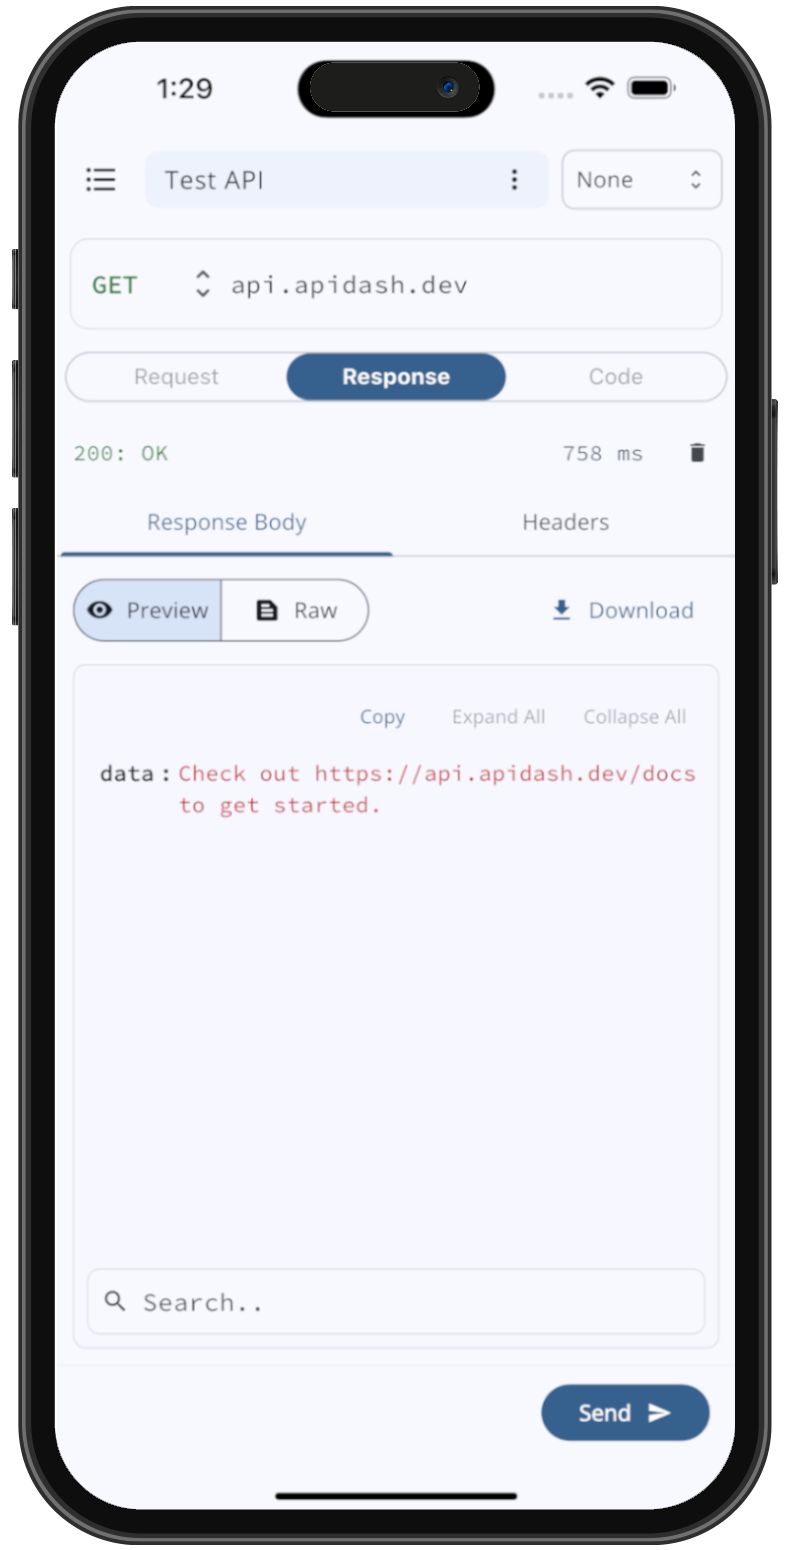 1:29
Test API
None
GET api.apidash.dev
Request Response Code
200: OK 758 ms
Response Body Headers
Preview Raw Download
Copy Expand All Collapse All
data : Check out https://api.apidash.dev/docs
to get started.
Search..
Send